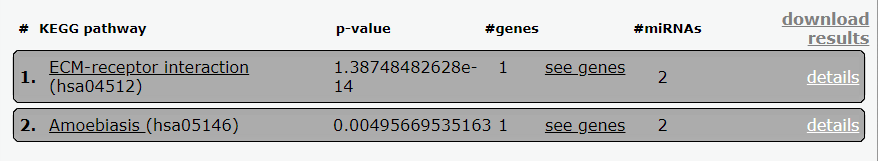 # KEGG pathway p-value #genes #miRNAs download
results
1. ECM-receptor interaction 1.38748482628e- 1 see genes 2 details
(hsa04512) 14
2. Amoebiasis (hsa05146) 0.00495669535163 1 see genes 2 details